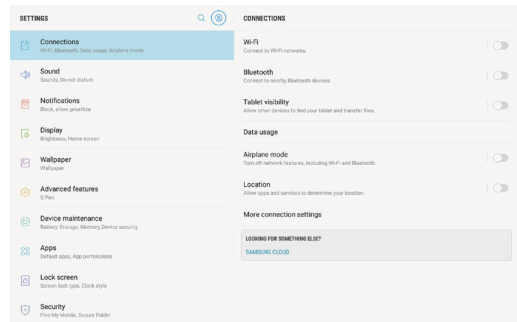 SETTINGS
Connections
Wi-Fi, Bluetooth, Data usage, Airplane mode
Sound
Sounds, Do not disturb
Notifications
Block, allow, prioritize
Display
Brightness, Home screen
Wallpaper
Wallpaper
Advanced features
S Pen
Device maintenance
Battery, Storage, Memory, Device security
Apps
Default apps, App permissions
Lock screen
Screen lock type, Clock style
Security
Find My Mobile, Secure Folder
CONNECTIONS
Wi-Fi
Connect to Wi-Fi networks.
Bluetooth
Connect to nearby Bluetooth devices.
Tablet visibility
Allow other devices to find your tablet and transfer files.
Data usage
Airplane mode
Turn off network features, including Wi-Fi and Bluetooth.
Location
Allow apps and services to determine your location.
More connection settings
LOOKING FOR SOMETHING ELSE?
SAMSUNG CLOUD